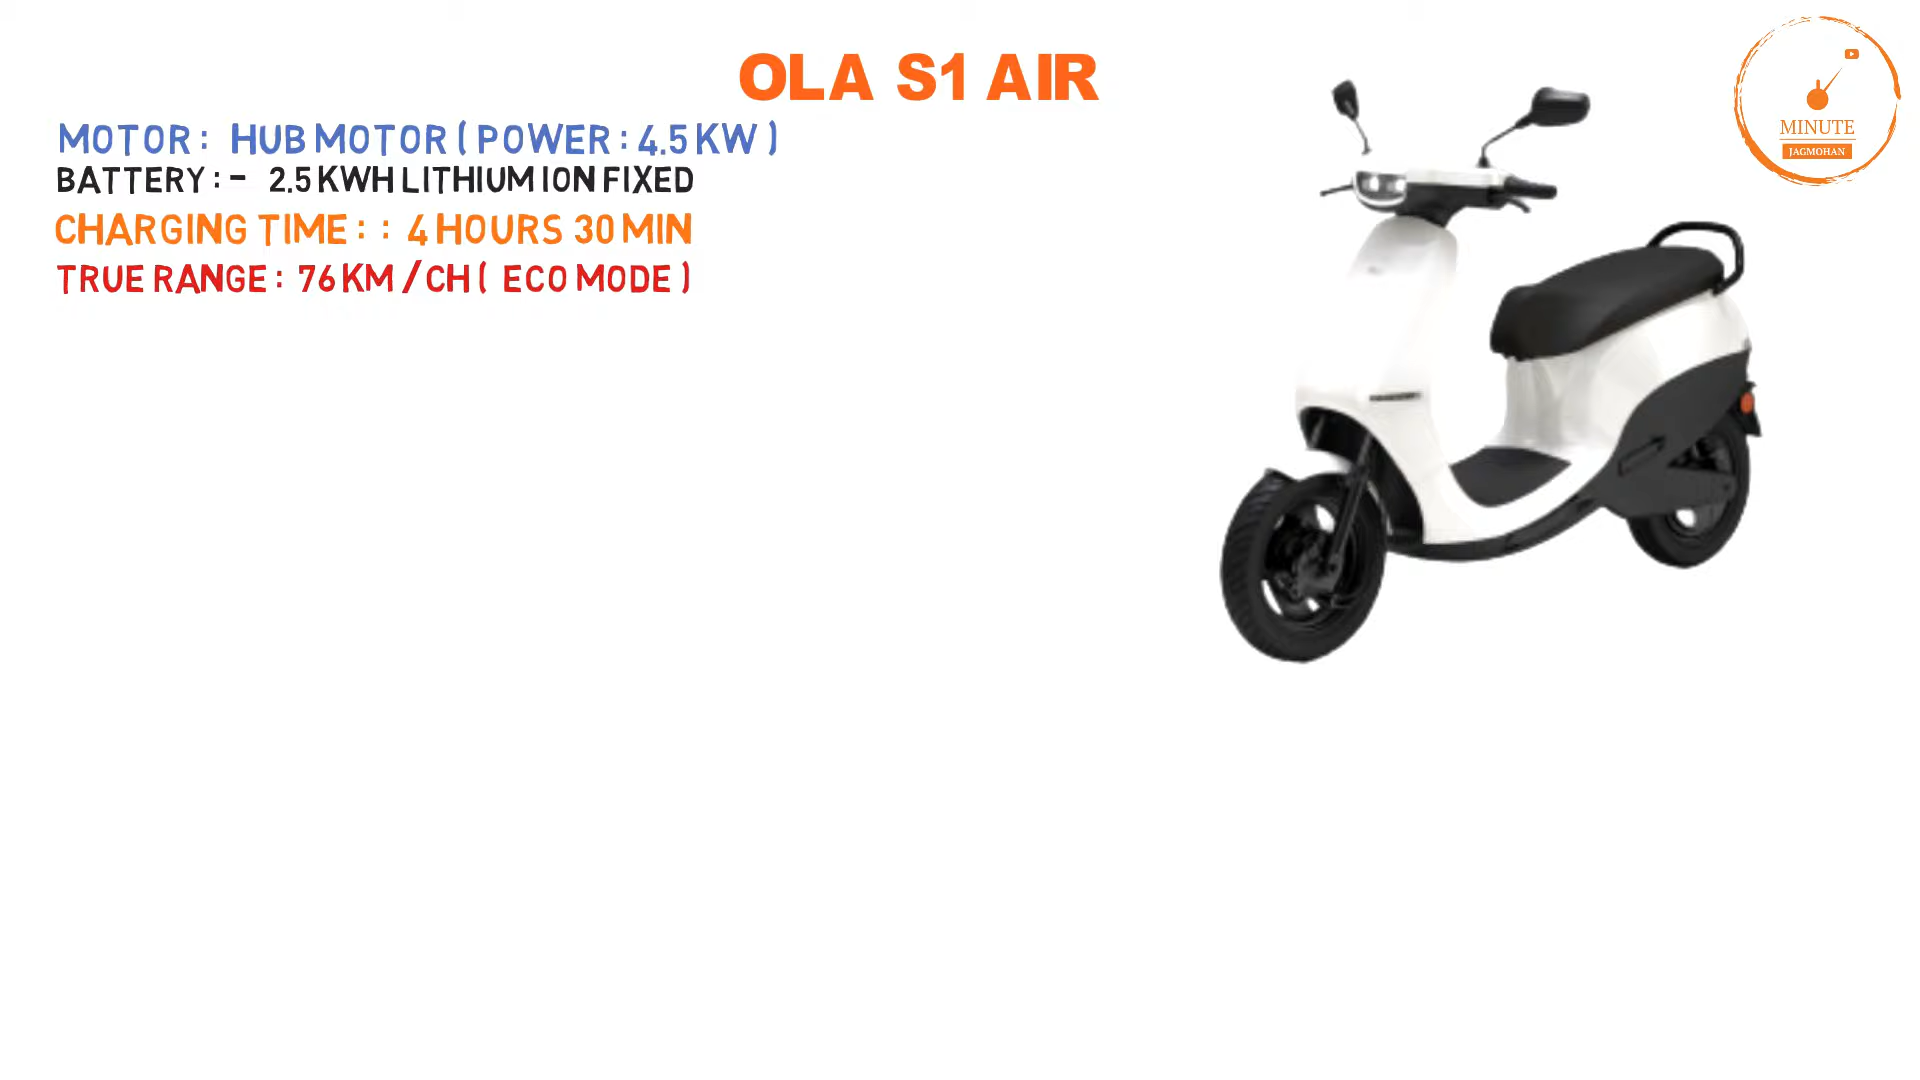 OLA S1 AIR
MOTOR : HUB MOTOR ( POWER : 4.5 KW )
BATTERY :- 2.5 KWH LITHIUM ION FIXED
CHARGING TIME : : 4 HOURS 30 MIN
TRUE RANGE : 76 KM / CH ( ECO MODE )
MINUTE
JAGMOHAN